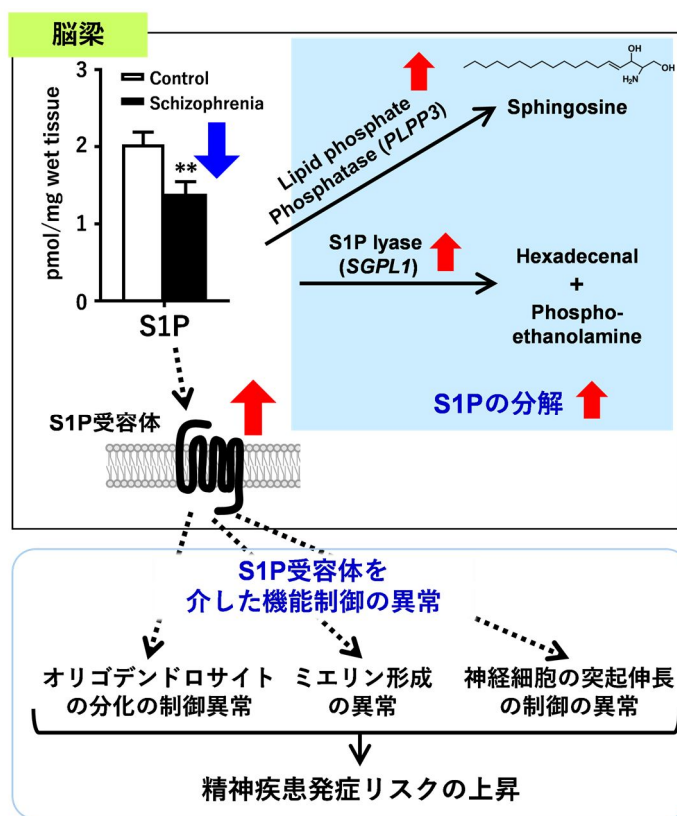 脳梁
3
2
1
0
pmol/mg wet tissue
Control
Schizophrenia
**
S1P
Lipid phosphate
Phosphatase (PLPP3)
OH
OH
H₂N
Sphingosine
S1P lyase
(SGPL1)
Hexadecenal
+
Phospho-
ethanolamine
S1Pの分解
S1P受容体
S1P受容体を
介した機能制御の異常
オリゴデンドロサイト
の分化の制御異常
ミエリン形成
の異常
神経細胞の突起伸長
の制御の異常
精神疾患発症リスクの上昇